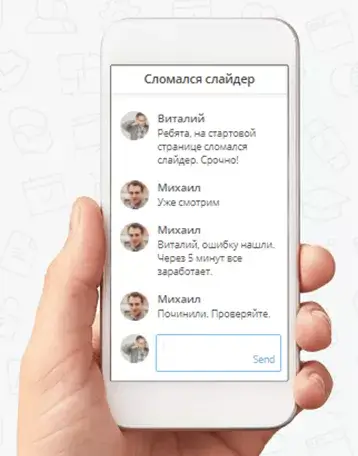 Сломался слайдер
Виталий
Ребята, на стартовой
странице сломался
слайдер. Срочно!
Михаил
Уже смотрим
Михаил
Виталий, ошибку нашли.
Через 5 минут все
заработает.
Михаил
Починили. Проверяйте.
Send